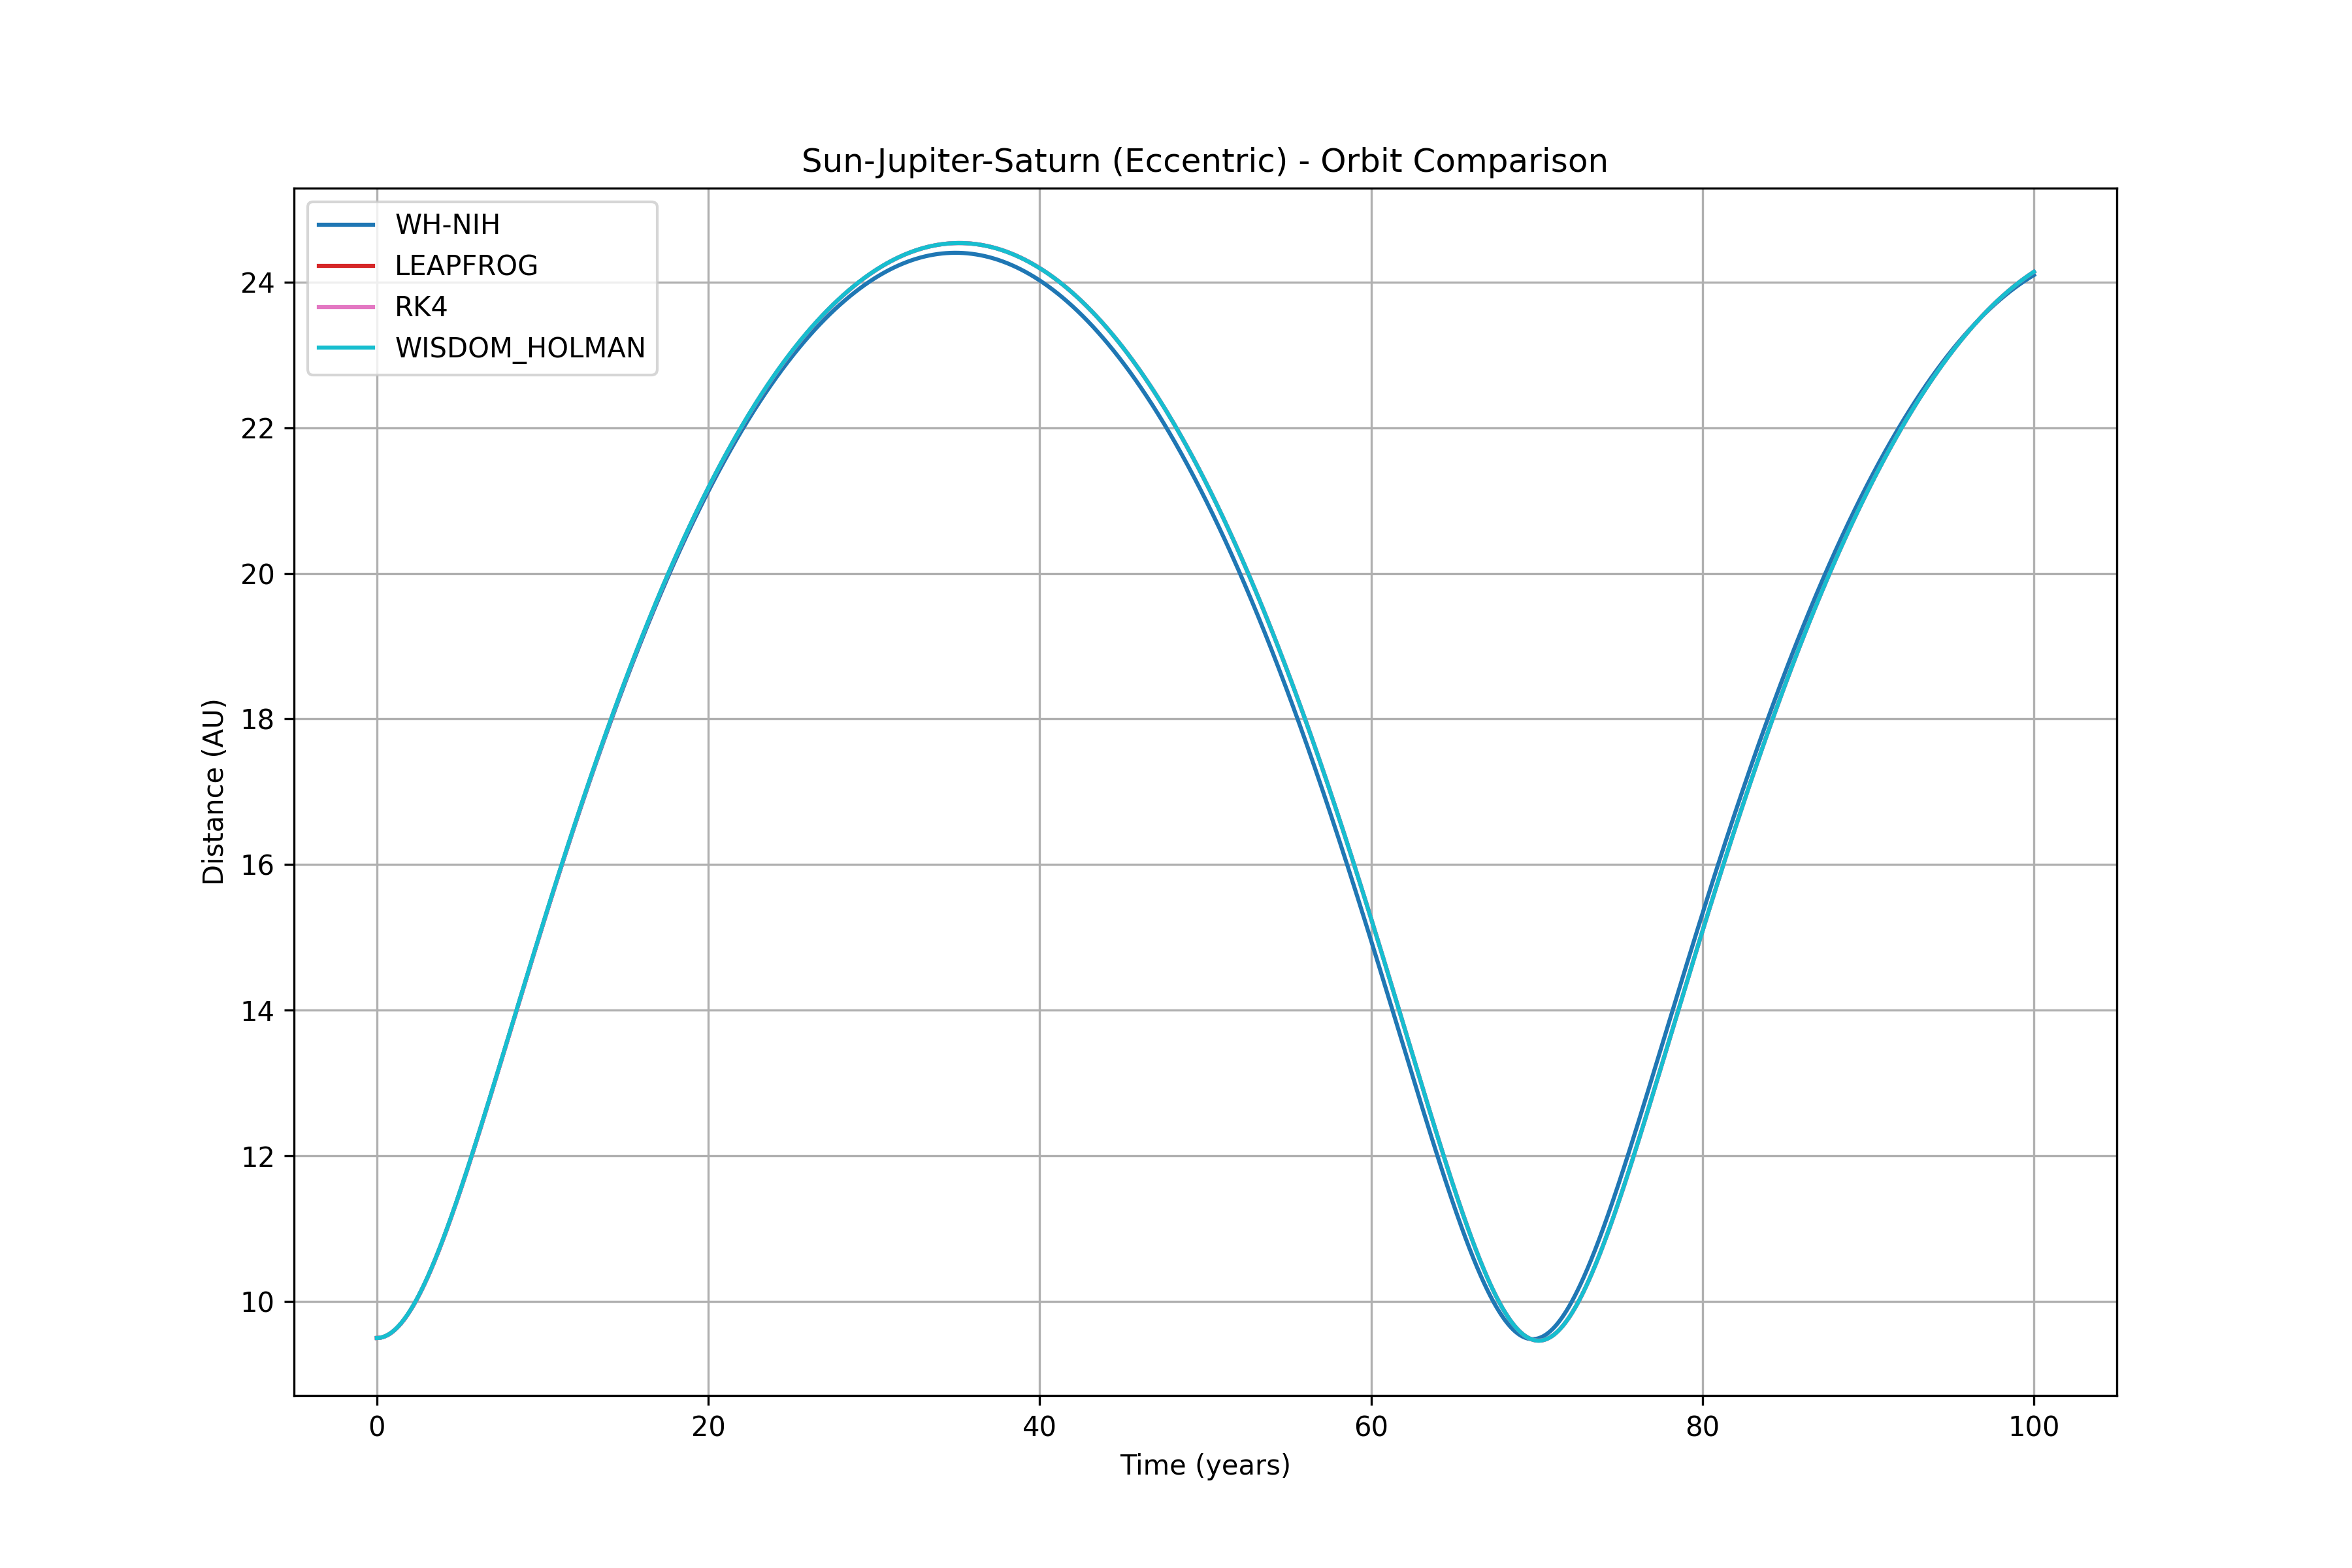 Sun-Jupiter-Saturn (Eccentric) - Orbit Comparison
WH-NIH
LEAPFROG
RK4
WISDOM_HOLMAN
24
22
20
18
16
14
12
10
Distance (AU)
0 20 40 60 80 100
Time (years)